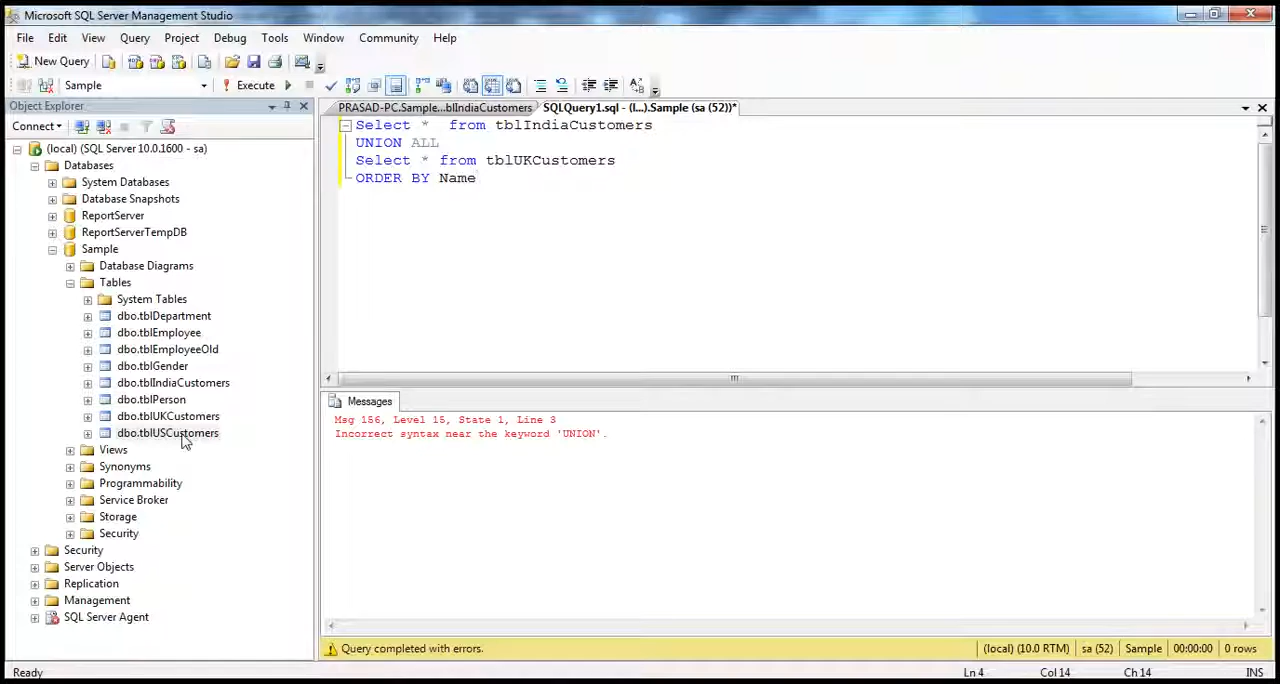 Microsoft SQL Server Management Studio
File Edit View Query Project Debug Tools Window Community Help
New Query
Sample Execute
Object Explorer
PRASAD-PC.Sample...blIndiaCustomers SQLQuery1.sql - (l...).Sample (sa (52))*
Connect
(local) (SQL Server 10.0.1600 - sa)
Databases
System Databases
Database Snapshots
ReportServer
ReportServerTempDB
Sample
Database Diagrams
Tables
System Tables
dbo.tblDepartment
dbo.tblEmployee
dbo.tblEmployeeOld
dbo.tblGender
dbo.tblIndiaCustomers
dbo.tblPerson
dbo.tblUKCustomers
dbo.tblUSCustomers
Views
Synonyms
Programmability
Service Broker
Storage
Security
Security
Server Objects
Replication
Management
SQL Server Agent
Select * from tblIndiaCustomers
UNION ALL
Select * from tblUKCustomers
ORDER BY Name
Messages
Msg 156, Level 15, State 1, Line 3
Incorrect syntax near the keyword 'UNION'.
Query completed with errors. (local) (10.0 RTM) sa (52) Sample 00:00:00 0 rows
Ready Ln 4 Col 14 Ch 14 INS